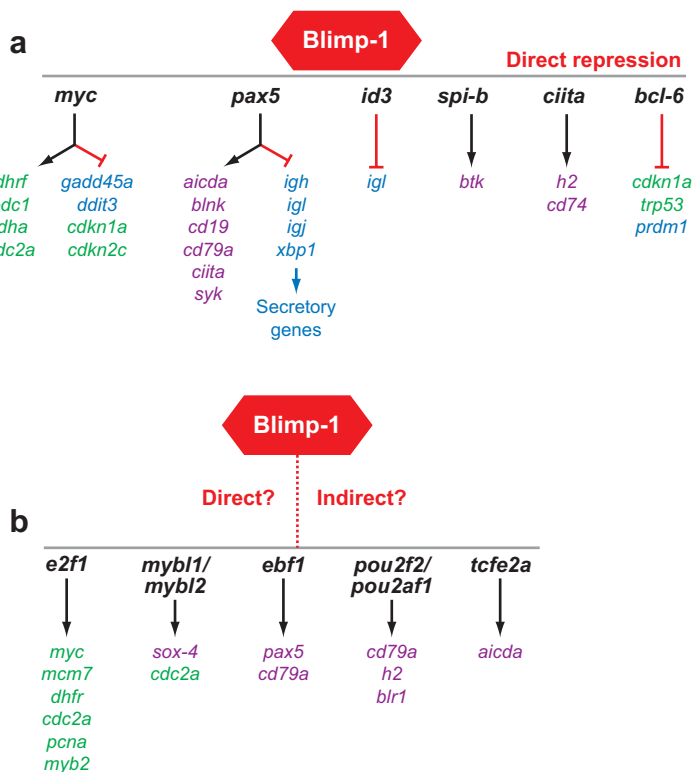 a
Blimp-1
Direct repression
myc pax5 id3 spi-b ciita bcl-6
dhrf gadd45a aicda igh igl btk h2 cdkn1a
dc1 ddit3 blnk igl cd74 trp53
dha cdkn1a cd19 igj prdm1
dc2a cdkn2c cd79a xbp1
ciita
syk Secretory
genes
Blimp-1
Direct? Indirect?
b
e2f1 mybl1/ ebf1 pou2f2/ tcfe2a
mybl2 pou2af1
myc sox-4 pax5 cd79a aicda
mcm7 cdc2a cd79a h2
dhfr blr1
cdc2a
pcna
myb2